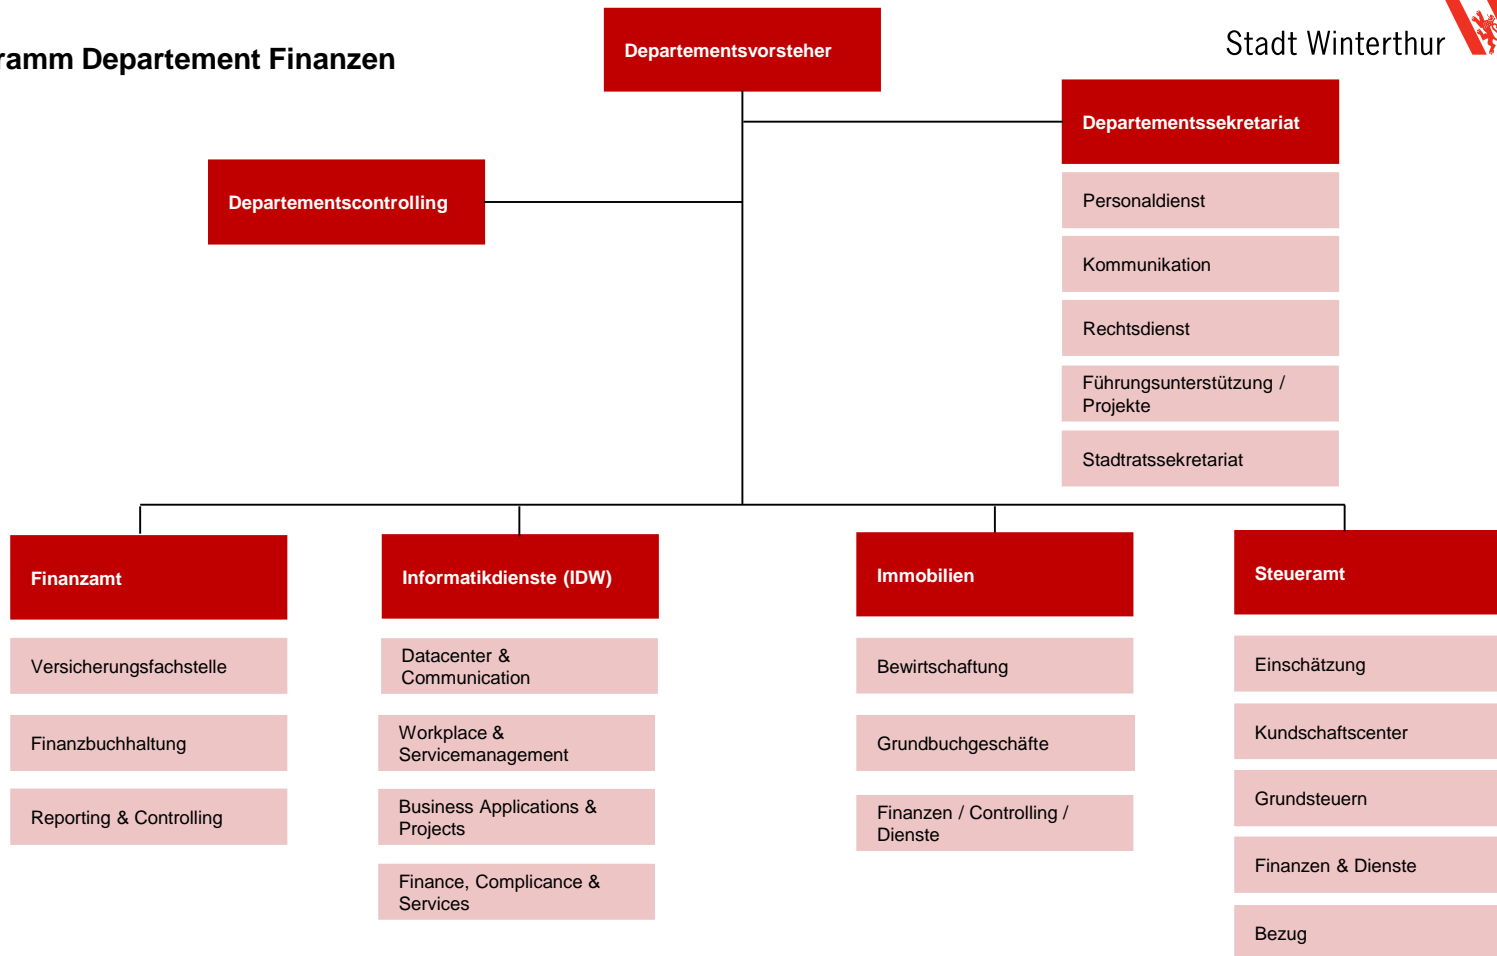 ramm Departement Finanzen
Departementsvorsteher
Stadt Winterthur
Departementssekretariat
Departementscontrolling
Personaldienst
Kommunikation
Rechtsdienst
Führungsunterstützung /
Projekte
Stadtratssekretariat
Finanzamt
Versicherungsfachstelle
Finanzbuchhaltung
Reporting & Controlling
Informatikdienste (IDW)
Datacenter &
Communication
Workplace &
Servicemanagement
Business Applications &
Projects
Finance, Complicance &
Services
Immobilien
Bewirtschaftung
Grundbuchgeschäfte
Finanzen / Controlling /
Dienste
Steueramt
Einschätzung
Kundschaftscenter
Grundsteuern
Finanzen & Dienste
Bezug